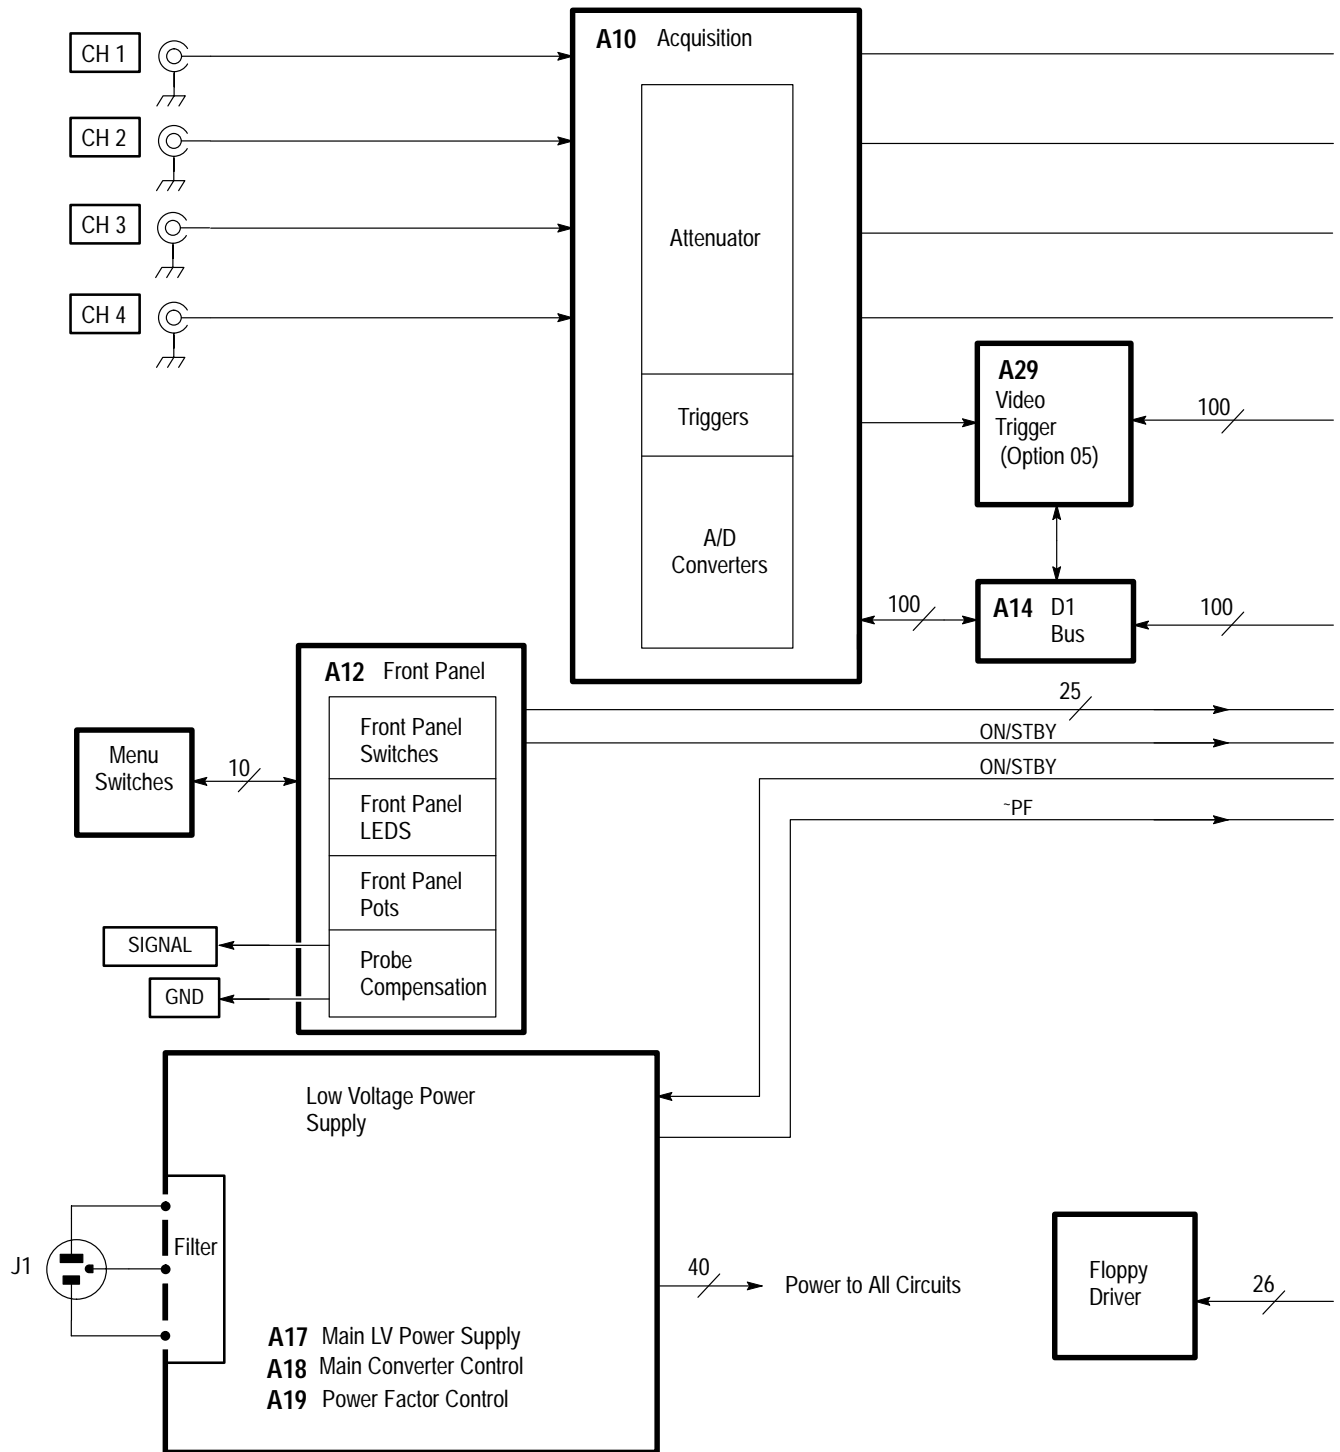 CH 1
CH 2
CH 3
CH 4
A10 Acquisition
Attenuator
Triggers
A/D
Converters
A29
Video
Trigger
(Option 05)
100
100
A14 D1
Bus
100
A12 Front Panel
Front Panel
Switches
Front Panel
LEDS
Front Panel
Pots
Probe
Compensation
Menu
Switches
10
SIGNAL
GND
25
ON/STBY
ON/STBY
~PF
Low Voltage Power
Supply
J1
Filter
A17 Main LV Power Supply
A18 Main Converter Control
A19 Power Factor Control
40
Power to All Circuits
Floppy
Driver
26